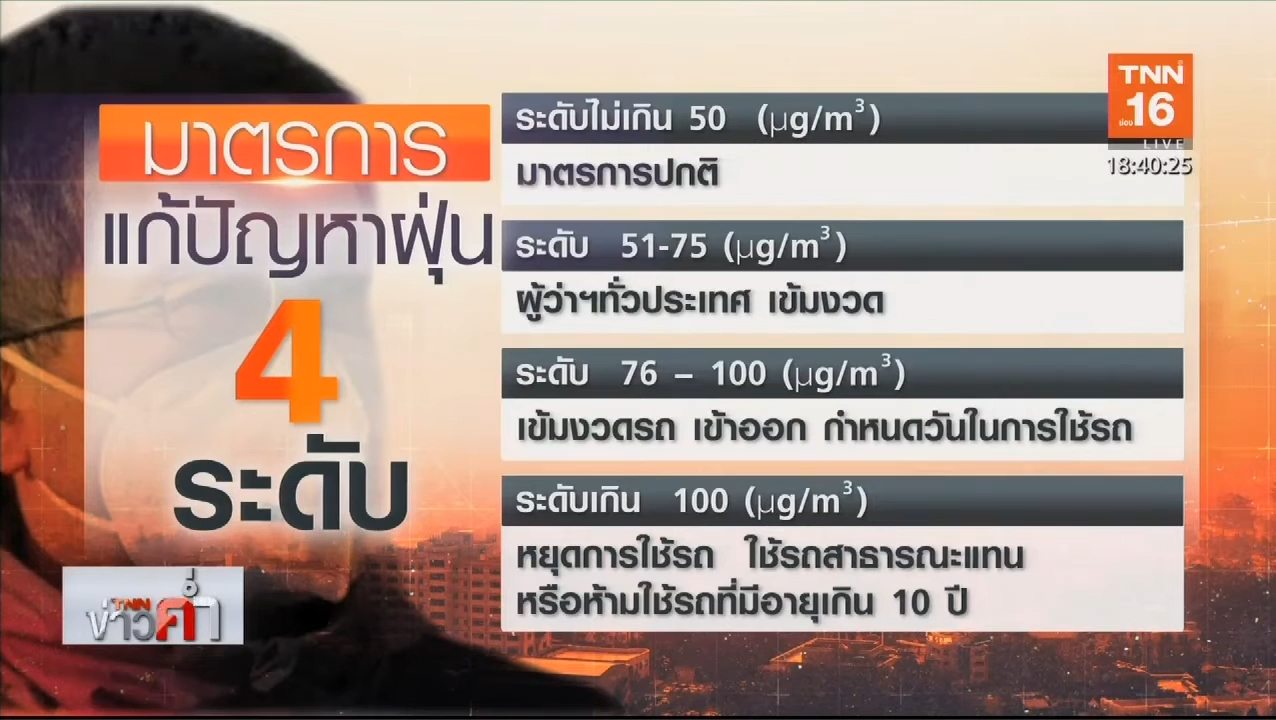 มาตรการ
แก้ปัญหาฝุ่น
4
ระดับ
TNN
ข่าวค่ำ
ระดับไม่เกิน 50 (µg/m³)
มาตรการปกติ
ระดับ 51-75 (µg/m³)
ผู้ว่าฯทั่วประเทศ เข้มงวด
ระดับ 76 – 100 (µg/m³)
เข้มงวดรถ เข้าออก กำหนดวันในการใช้รถ
ระดับเกิน 100 (µg/m³)
หยุดการใช้รถ ใช้รถสาธารณะแทน
หรือห้ามใช้รถที่มีอายุเกิน 10 ปี
TNN
ช่อง 16
LIVE
18:40:25